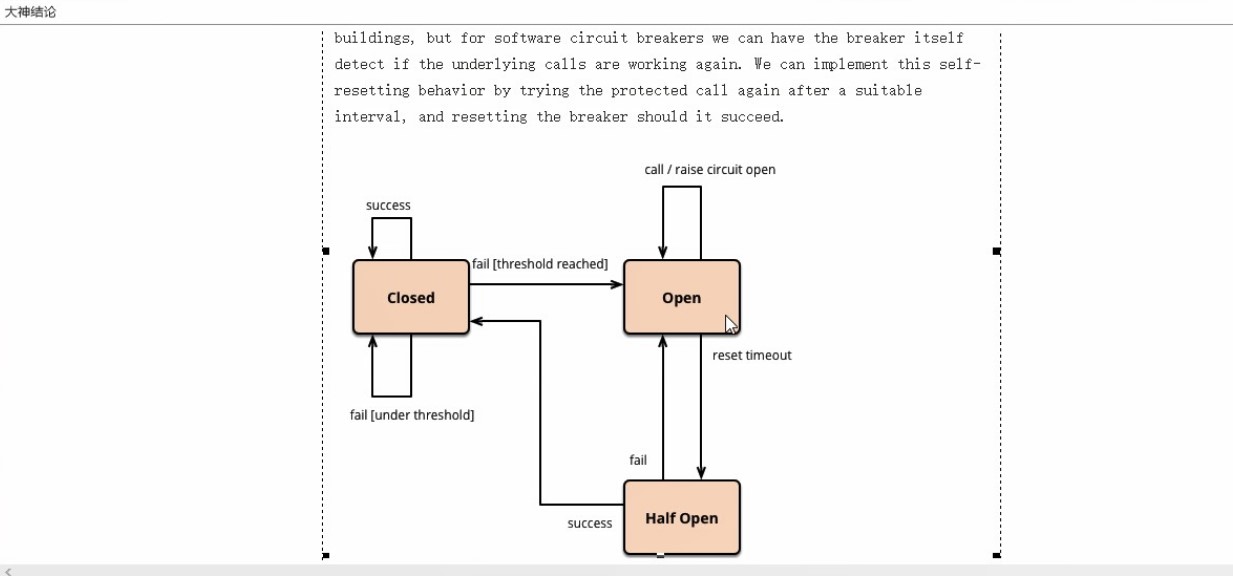 大神结论
buildings, but for software circuit breakers we can have the breaker itself
detect if the underlying calls are working again. We can implement this self-
resetting behavior by trying the protected call again after a suitable
interval, and resetting the breaker should it succeed.
call / raise circuit open
success
fail [threshold reached]
Closed
Open
reset timeout
fail [under threshold]
fail
Half Open
success